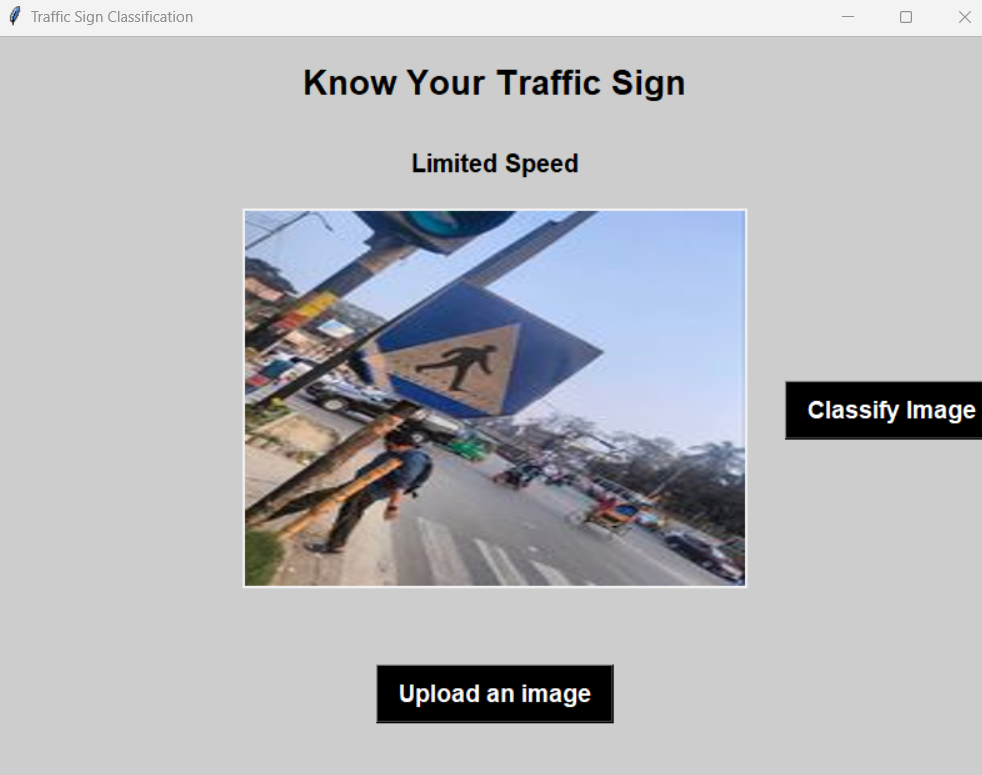 Traffic Sign Classification
Know Your Traffic Sign
Limited Speed
Classify Image
Upload an image